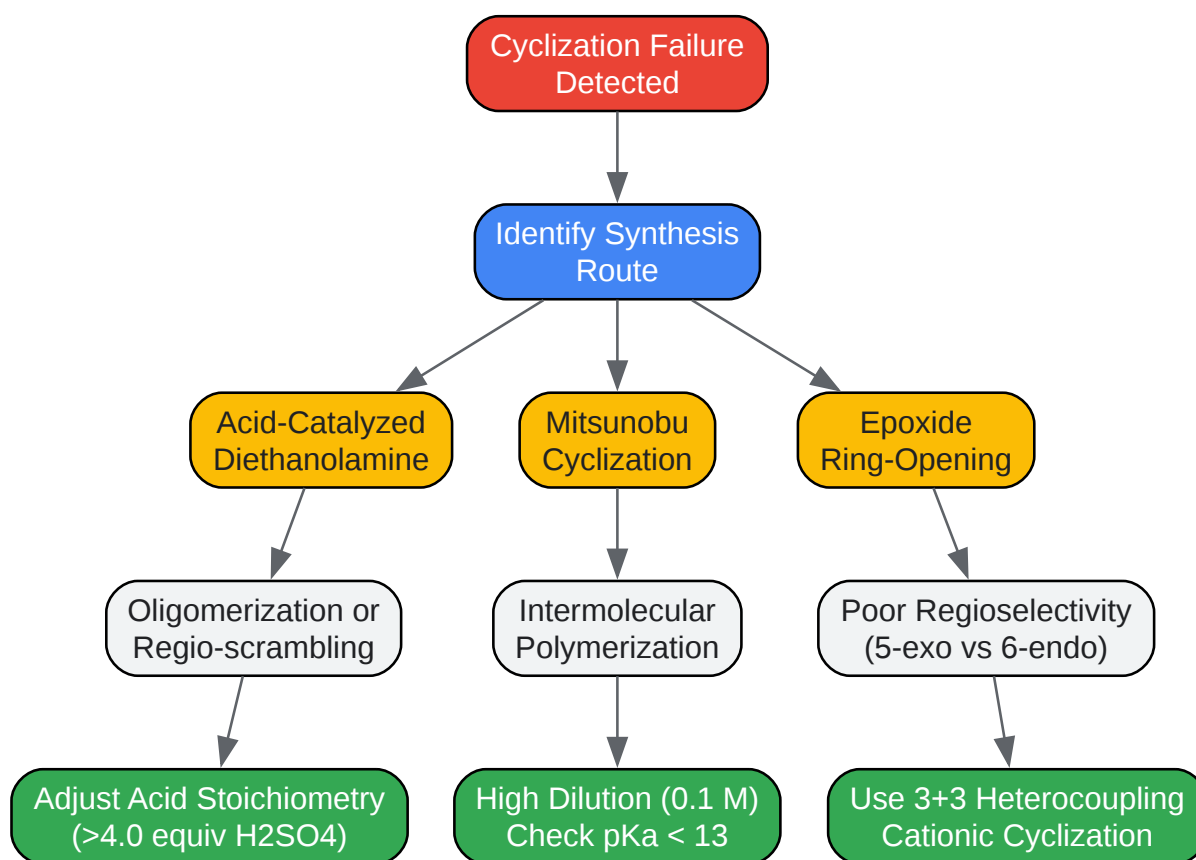 Cyclization Failure
Detected
Identify Synthesis
Route
Acid-Catalyzed
Diethanolamine
Mitsunobu
Cyclization
Epoxide
Ring-Opening
Oligomerization or
Regio-scrambling
Intermolecular
Polymerization
Poor Regioselectivity
(5-exo vs 6-endo)
Adjust Acid Stoichiometry
(>4.0 equiv H2SO4)
High Dilution (0.1 M)
Check pKa < 13
Use 3+3 Heterocoupling
Cationic Cyclization